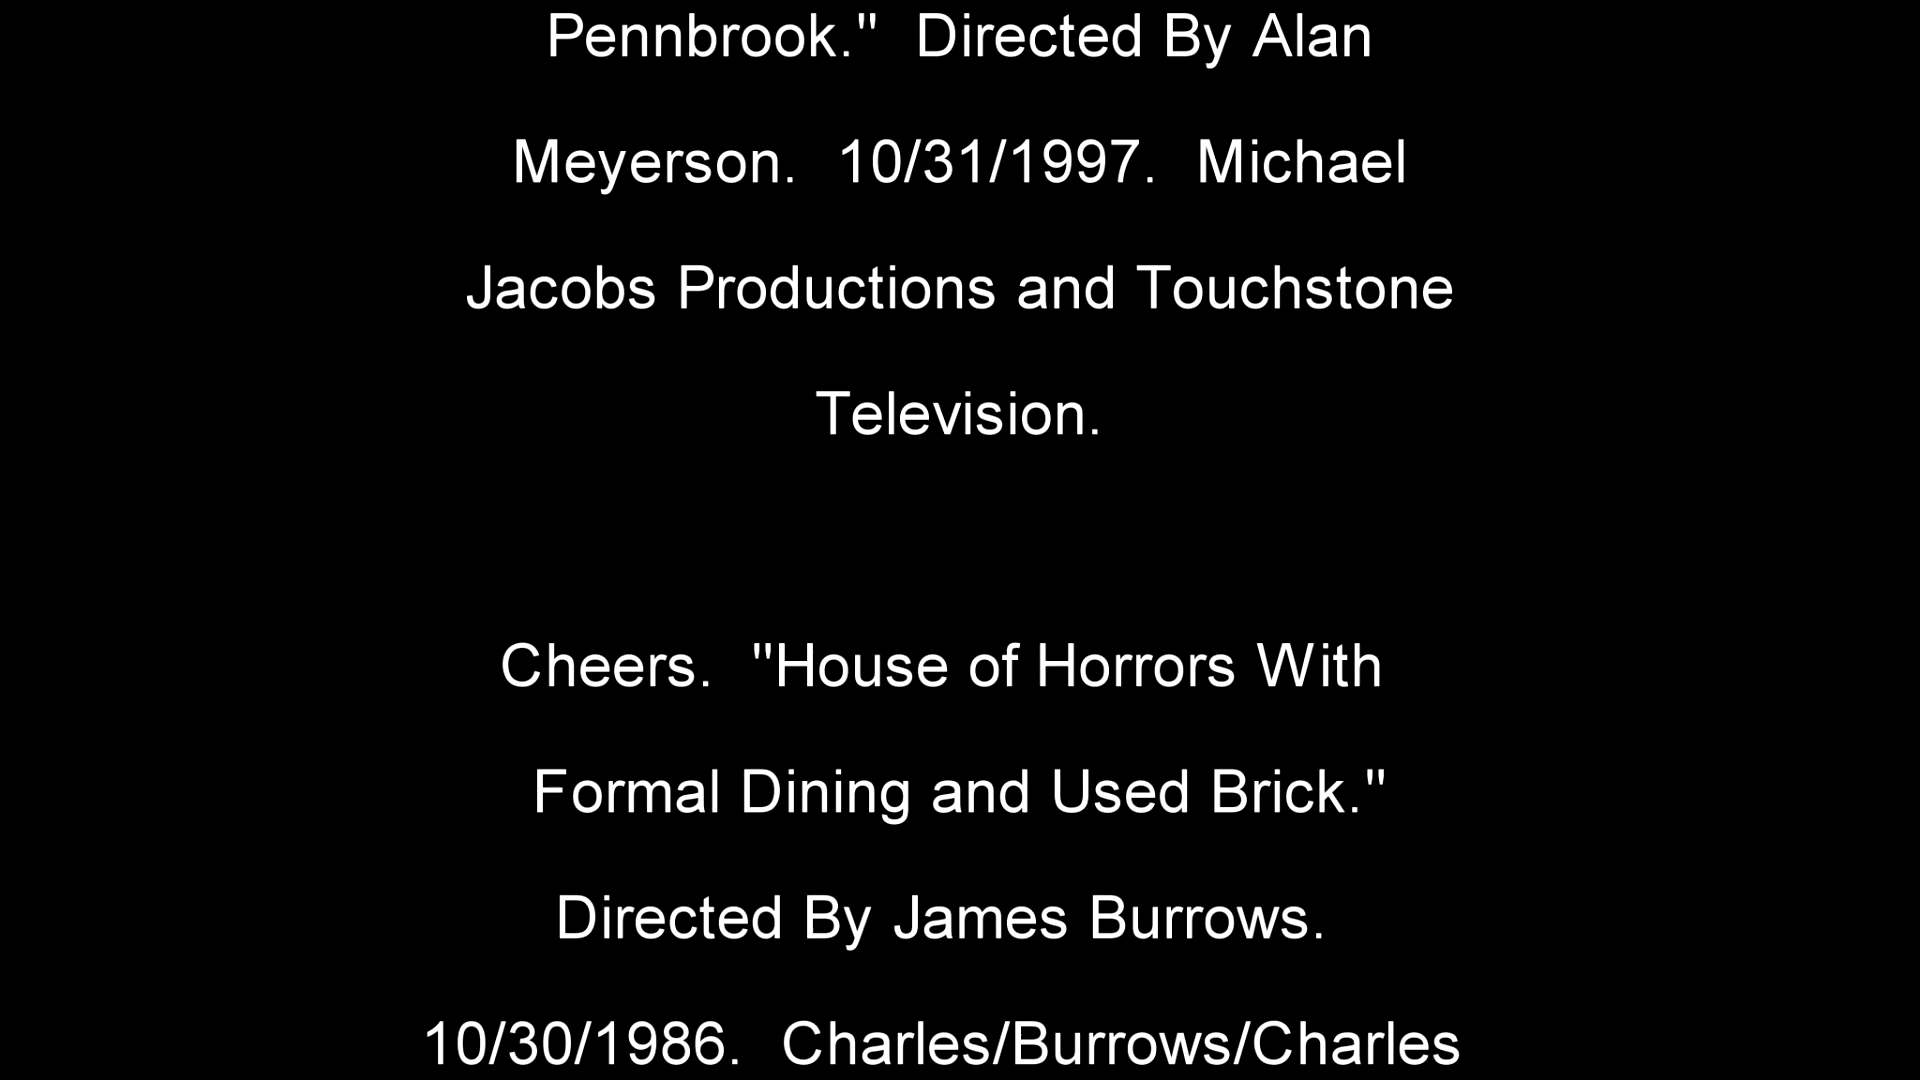 Pennbrook."  Directed By Alan
Meyerson.  10/31/1997.  Michael
Jacobs Productions and Touchstone
Television.
Cheers.  "House of Horrors With
Formal Dining and Used Brick."
Directed By James Burrows.
10/30/1986.  Charles/Burrows/Charles